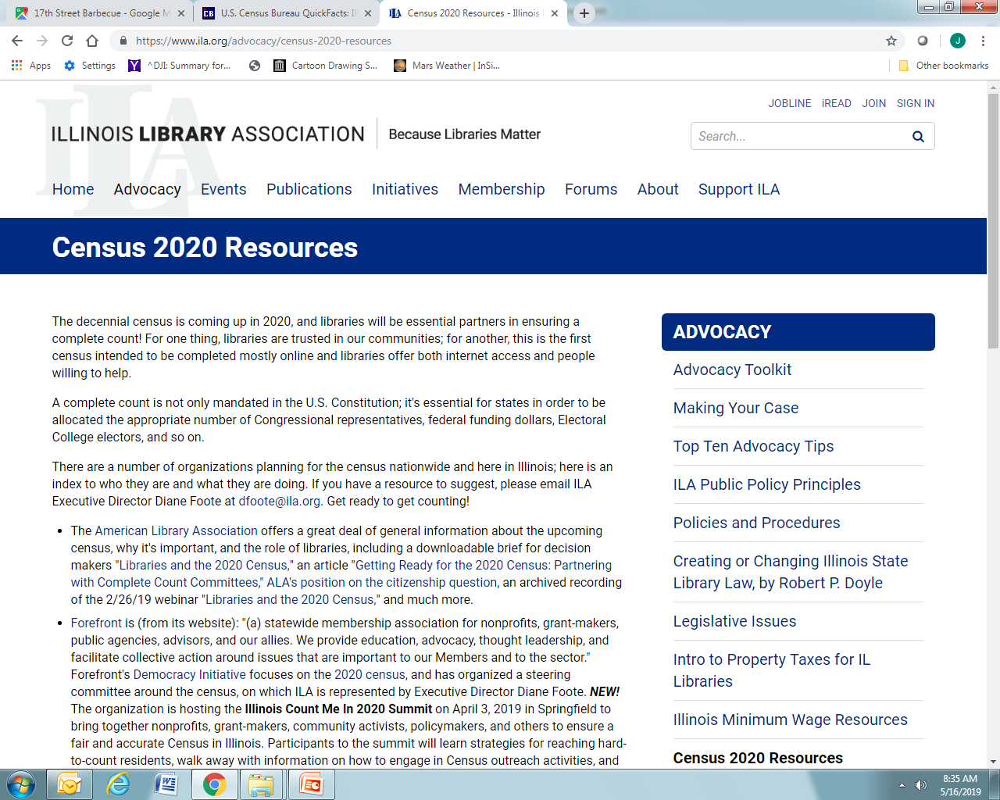 17th Street Barbecue - Google M
U.S. Census Bureau QuickFacts: Il
Census 2020 Resources - Illinois
https://www.ila.org/advocacy/census-2020-resources
J
Apps
Settings
^DJI: Summary for...
Cartoon Drawing S...
Mars Weather | InSi...
Other bookmarks
JOBLINE iREAD JOIN SIGN IN
ILA
ILLINOIS LIBRARY ASSOCIATION
Because Libraries Matter
Search...
Home Advocacy Events Publications Initiatives Membership Forums About Support ILA
Census 2020 Resources
The decennial census is coming up in 2020, and libraries will be essential partners in ensuring a
complete count! For one thing, libraries are trusted in our communities; for another, this is the first
census intended to be completed mostly online and libraries offer both internet access and people
willing to help.
A complete count is not only mandated in the U.S. Constitution; it's essential for states in order to be
allocated the appropriate number of Congressional representatives, federal funding dollars, Electoral
College electors, and so on.
There are a number of organizations planning for the census nationwide and here in Illinois; here is an
index to who they are and what they are doing. If you have a resource to suggest, please email ILA
Executive Director Diane Foote at dfoote@ila.org. Get ready to get counting!
• The American Library Association offers a great deal of general information about the upcoming
census, why it's important, and the role of libraries, including a downloadable brief for decision
makers "Libraries and the 2020 Census," an article "Getting Ready for the 2020 Census: Partnering
with Complete Count Committees," ALA's position on the citizenship question, an archived recording
of the 2/26/19 webinar "Libraries and the 2020 Census," and much more.
• Forefront is (from its website): "(a) statewide membership association for nonprofits, grant-makers,
public agencies, advisors, and our allies. We provide education, advocacy, thought leadership, and
facilitate collective action around issues that are important to our Members and to the sector."
Forefront's Democracy Initiative focuses on the 2020 census, and has organized a steering
committee around the census, on which ILA is represented by Executive Director Diane Foote. NEW!
The organization is hosting the Illinois Count Me In 2020 Summit on April 3, 2019 in Springfield to
bring together nonprofits, grant-makers, community activists, policymakers, and others to ensure a
fair and accurate Census in Illinois. Participants to the summit will learn strategies for reaching hard-
to-count residents, walk away with information on how to engage in Census outreach activities, and
ADVOCACY
Advocacy Toolkit
Making Your Case
Top Ten Advocacy Tips
ILA Public Policy Principles
Policies and Procedures
Creating or Changing Illinois State
Library Law, by Robert P. Doyle
Legislative Issues
Intro to Property Taxes for IL
Libraries
Illinois Minimum Wage Resources
Census 2020 Resources
8:35 AM
5/16/2019